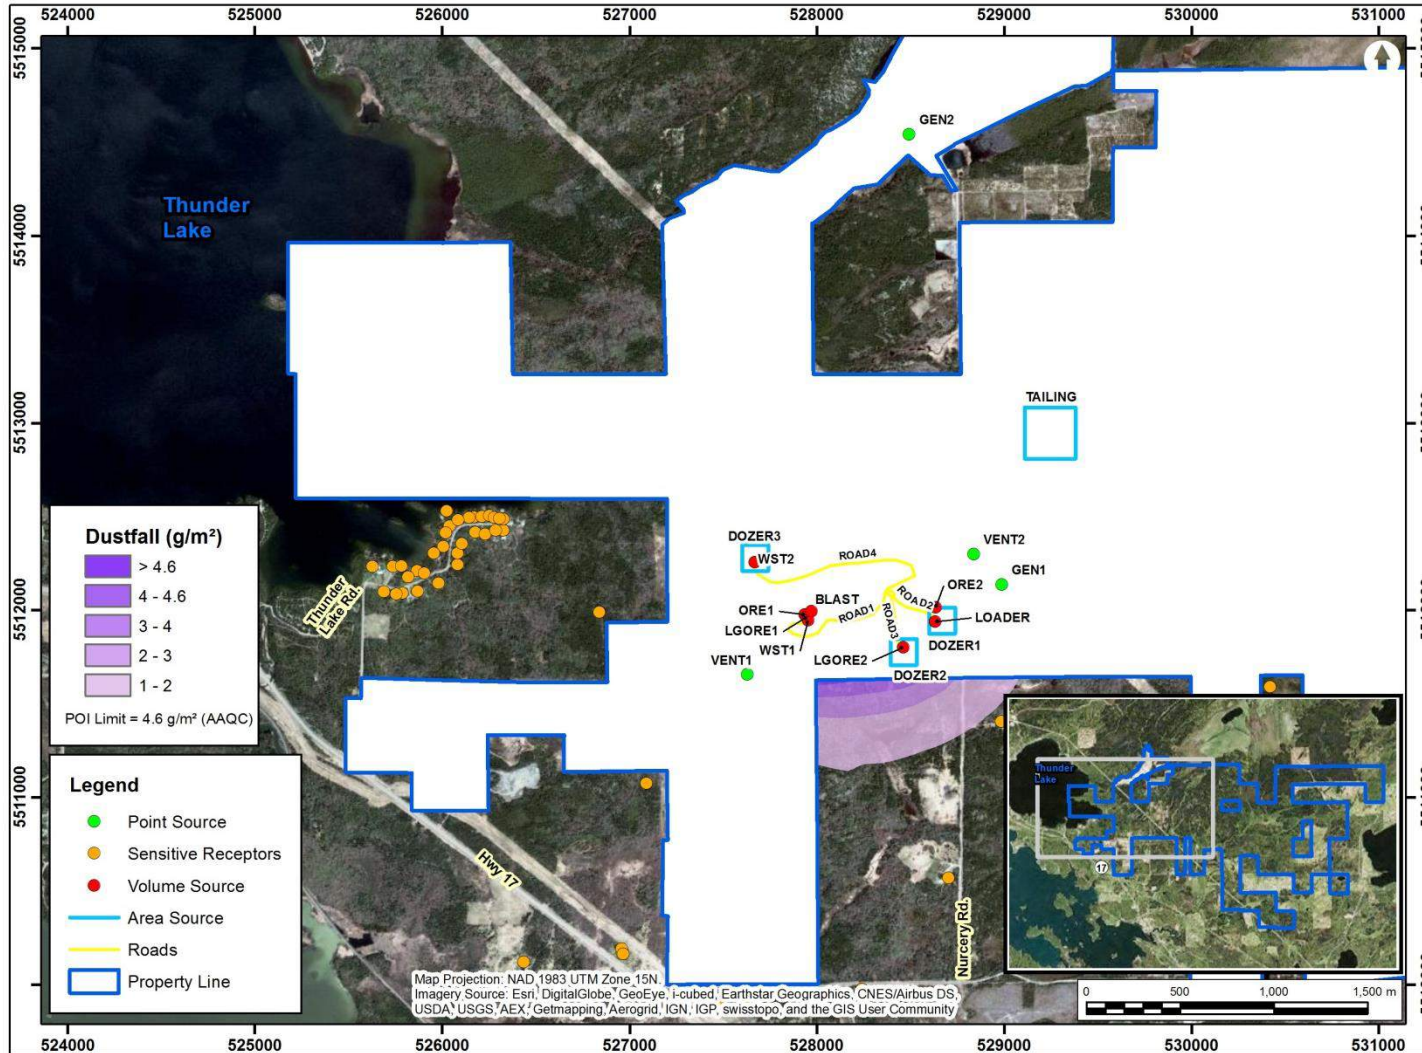 524000 525000 526000 527000 528000 529000 530000 531000
5515000
5514000
5513000
5512000
5511000
Thunder
Lake
GEN2
TAILING
DOZER3
WST2
ROAD4
VENT2
GEN1
ORE2
ROAD2
LOADER
BLAST
ORE1
LGORE1
ROAD1
WST1
ROAD3
DOZER1
LGORE2
VENT1
DOZER2
Thunder
Lake Rd.
Hwy 17
Nurcery Rd.
Dustfall (g/m²)
> 4.6
4 - 4.6
3 - 4
2 - 3
1 - 2
POI Limit = 4.6 g/m² (AAQC)
Legend
Point Source
Sensitive Receptors
Volume Source
Area Source
Roads
Property Line
Thunder
Lake
17
Map Projection: NAD 1983 UTM Zone 15N.
Imagery Source: Esri, DigitalGlobe, GeoEye, i-cubed, Earthstar Geographics, CNES/Airbus DS,
USDA, USGS, AEX, Getmapping, Aerogrid, IGN, IGP, swisstopo, and the GIS User Community
0 500 1,000 1,500 m
524000 525000 526000 527000 528000 529000 530000 531000